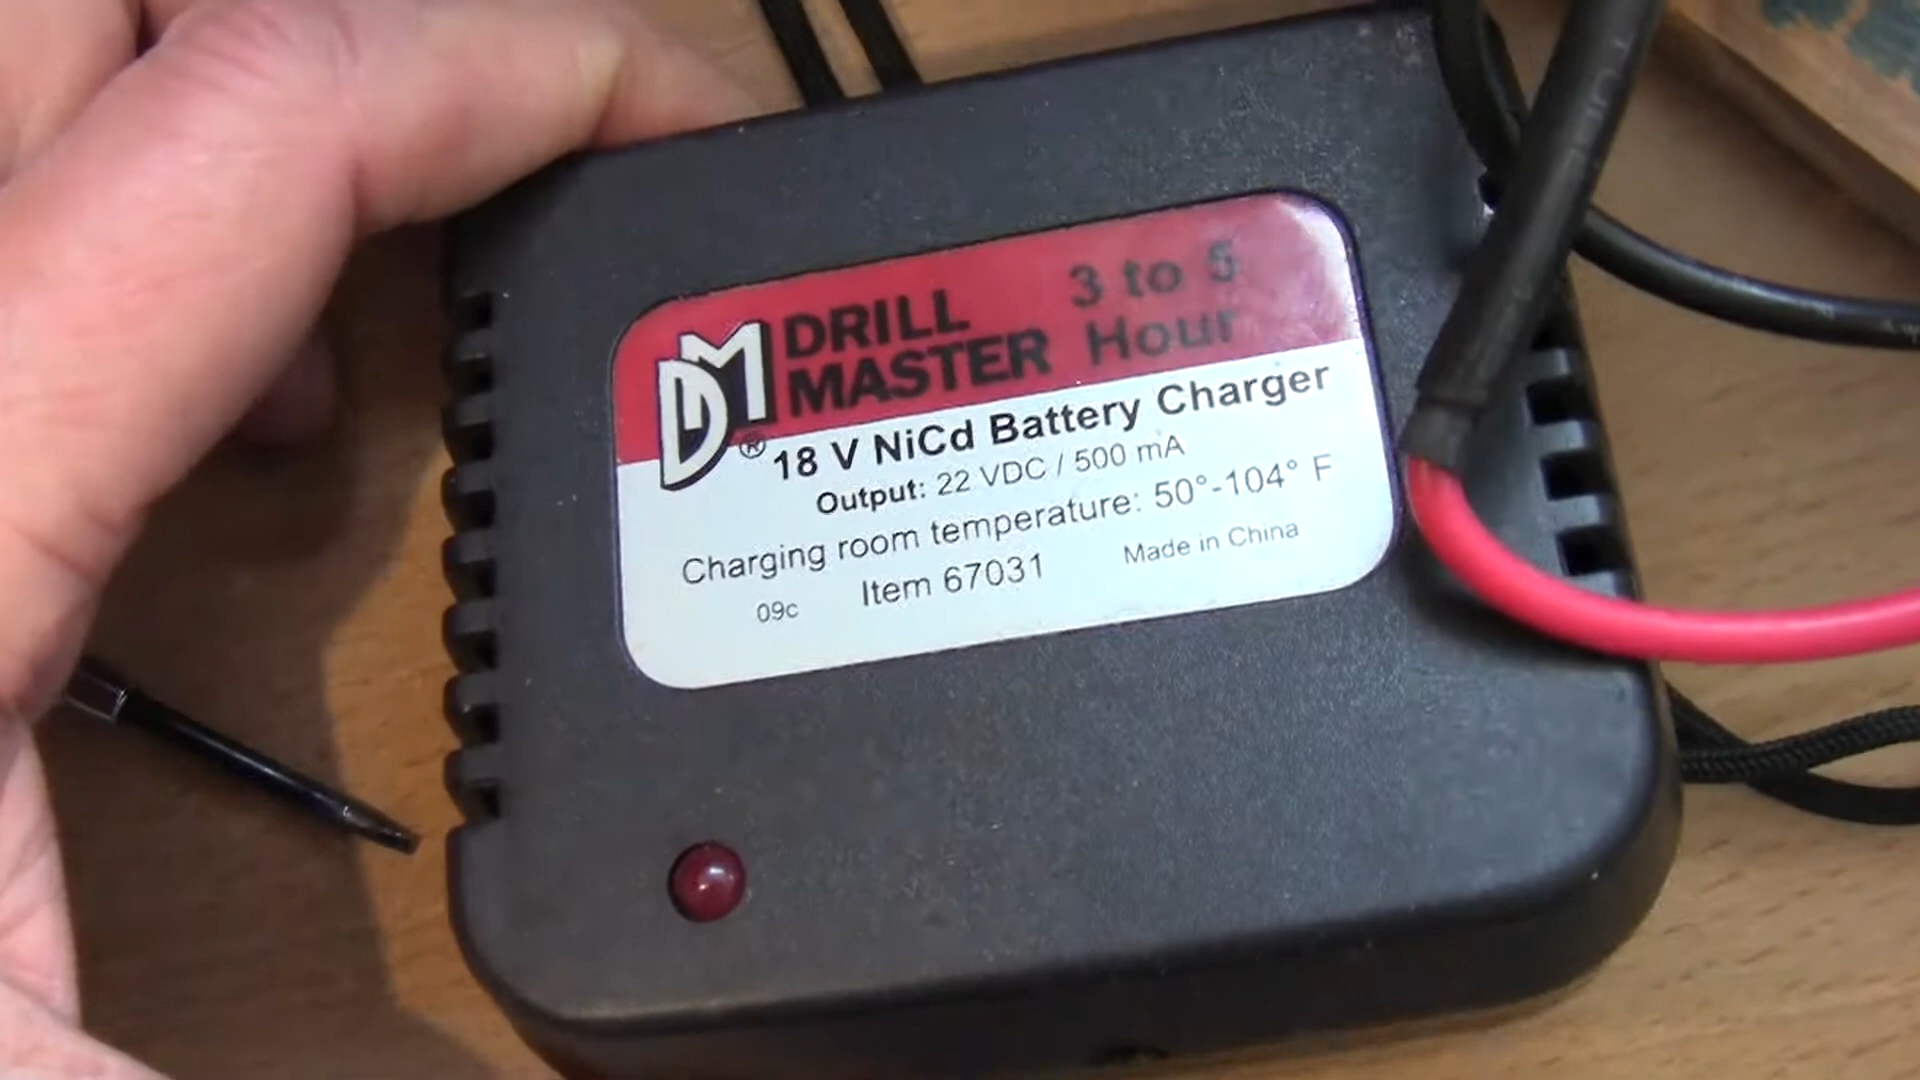 DM® DRILL MASTER
3 to 5 Hour
18 V NiCd Battery Charger
Output: 22 VDC / 500 mA
Charging room temperature: 50°-104° F
Item 67031
Made in China
09c